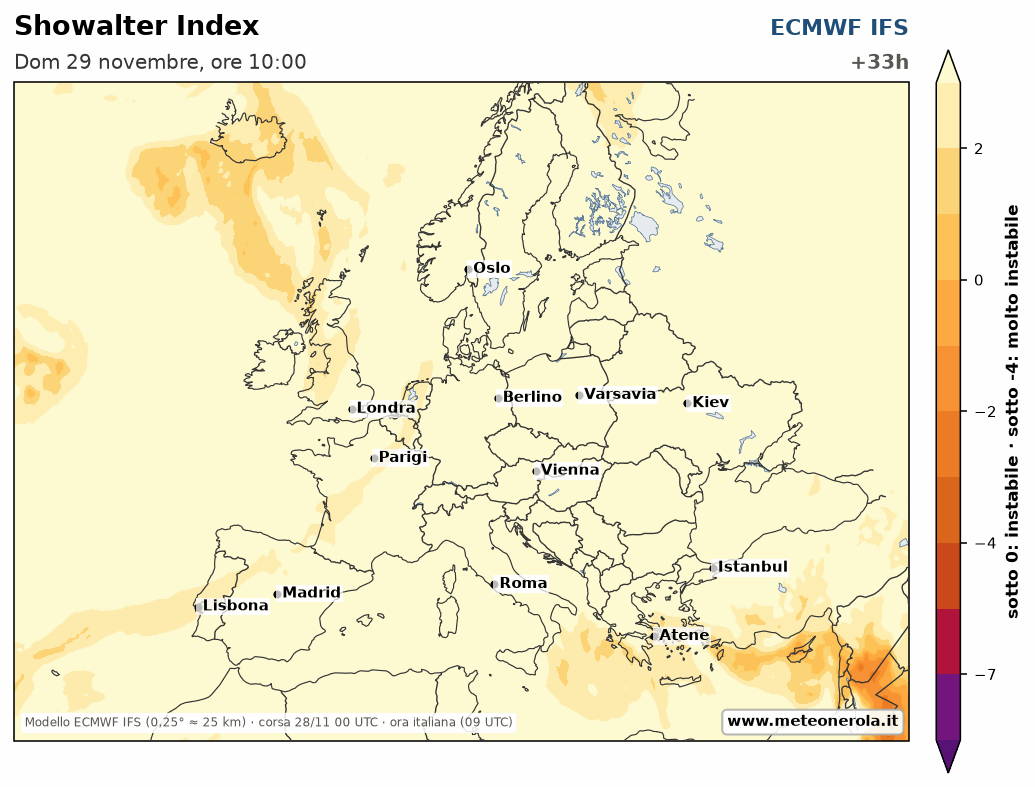 Showalter Index
ECMWF IFS
Dom 29 novembre, ore 10:00
+33h
Oslo
Londra
Berlino
Varsavia
Kiev
Parigi
Vienna
Istanbul
Roma
Madrid
Lisbona
Atene
2
0
−2
−4
−7
sotto 0: instabile · sotto -4: molto instabile
Modello ECMWF IFS (0,25° ≈ 25 km) · corsa 28/11 00 UTC · ora italiana (09 UTC)
www.meteonerola.it